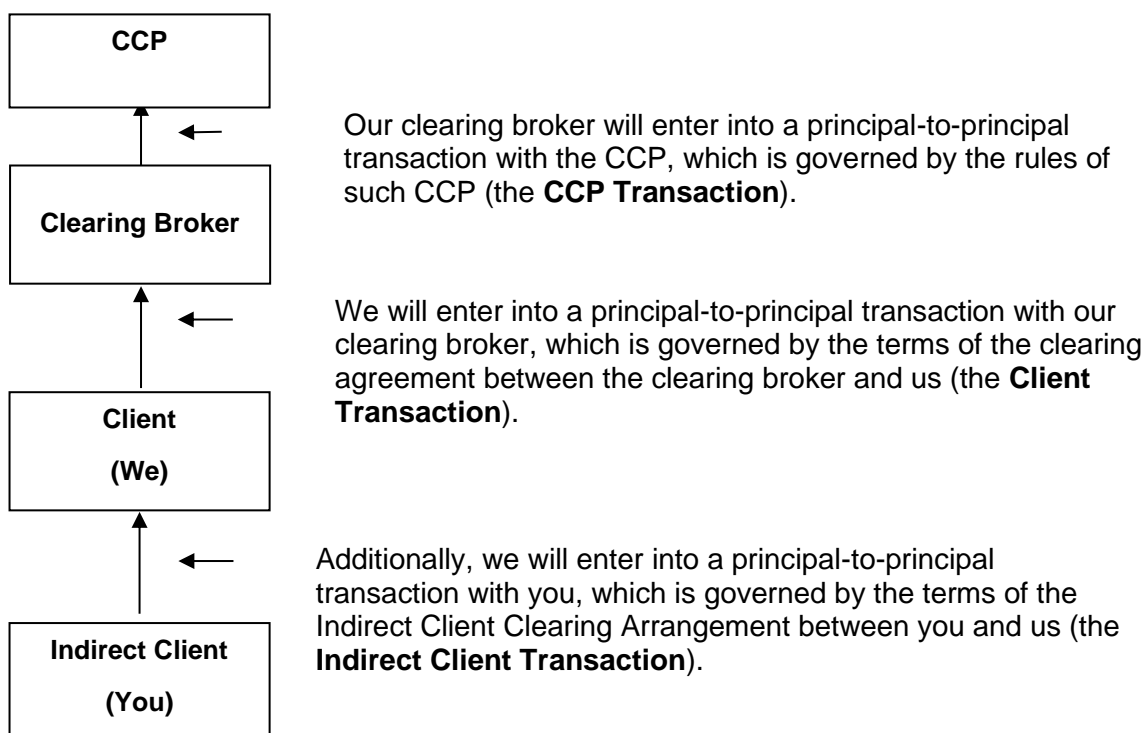 CCP
Our clearing broker will enter into a principal-to-principal
transaction with the CCP, which is governed by the rules of
such CCP (the CCP Transaction).
Clearing Broker
We will enter into a principal-to-principal transaction with our
clearing broker, which is governed by the terms of the clearing
agreement between the clearing broker and us (the Client
Transaction).
Client
(We)
Additionally, we will enter into a principal-to-principal
transaction with you, which is governed by the terms of the
Indirect Client Clearing Arrangement between you and us (the
Indirect Client Transaction).
Indirect Client
(You)